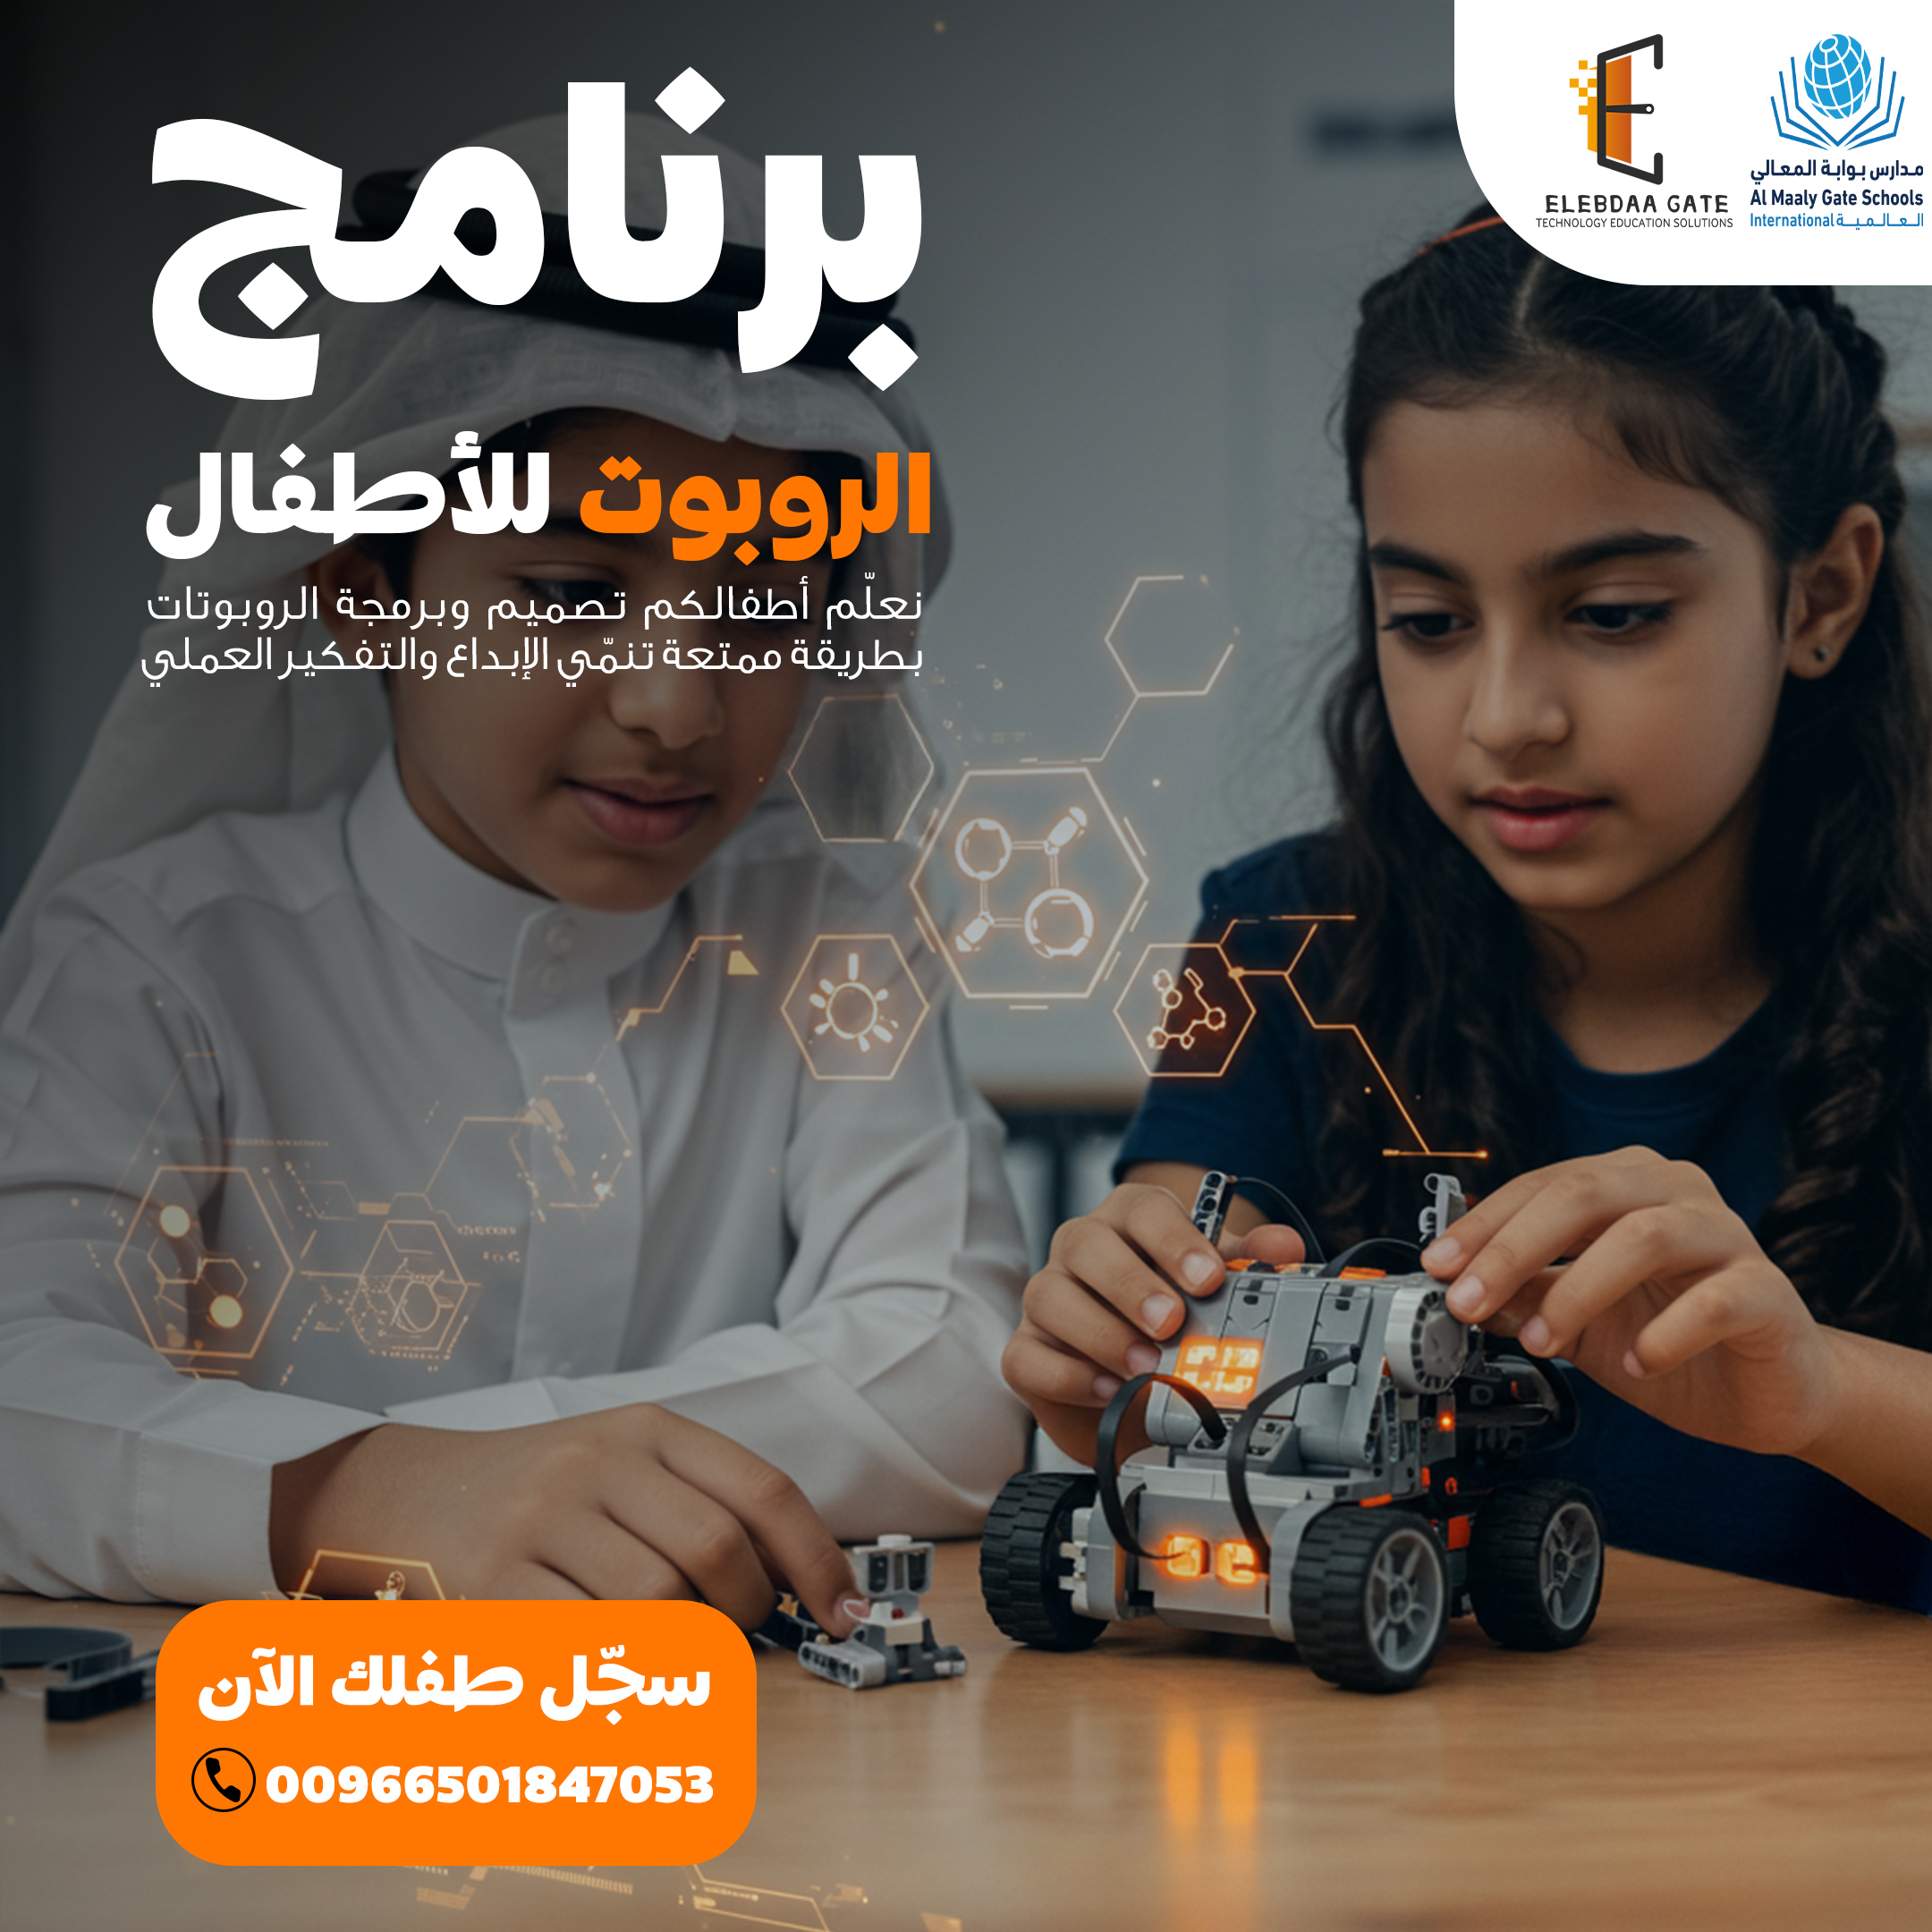 ELEBDAA GATE
TECHNOLOGY EDUCATION SOLUTIONS
مدارس بوابة المعالي
Al Maaly Gate Schools
International العالمية
برنامج
الروبوت للأطفال
نعلّم أطفالكم تصميم وبرمجة الروبوتات
بطريقة ممتعة تنمّي الإبداع والتفكير العملي
سجّل طفلك الآن
00966501847053